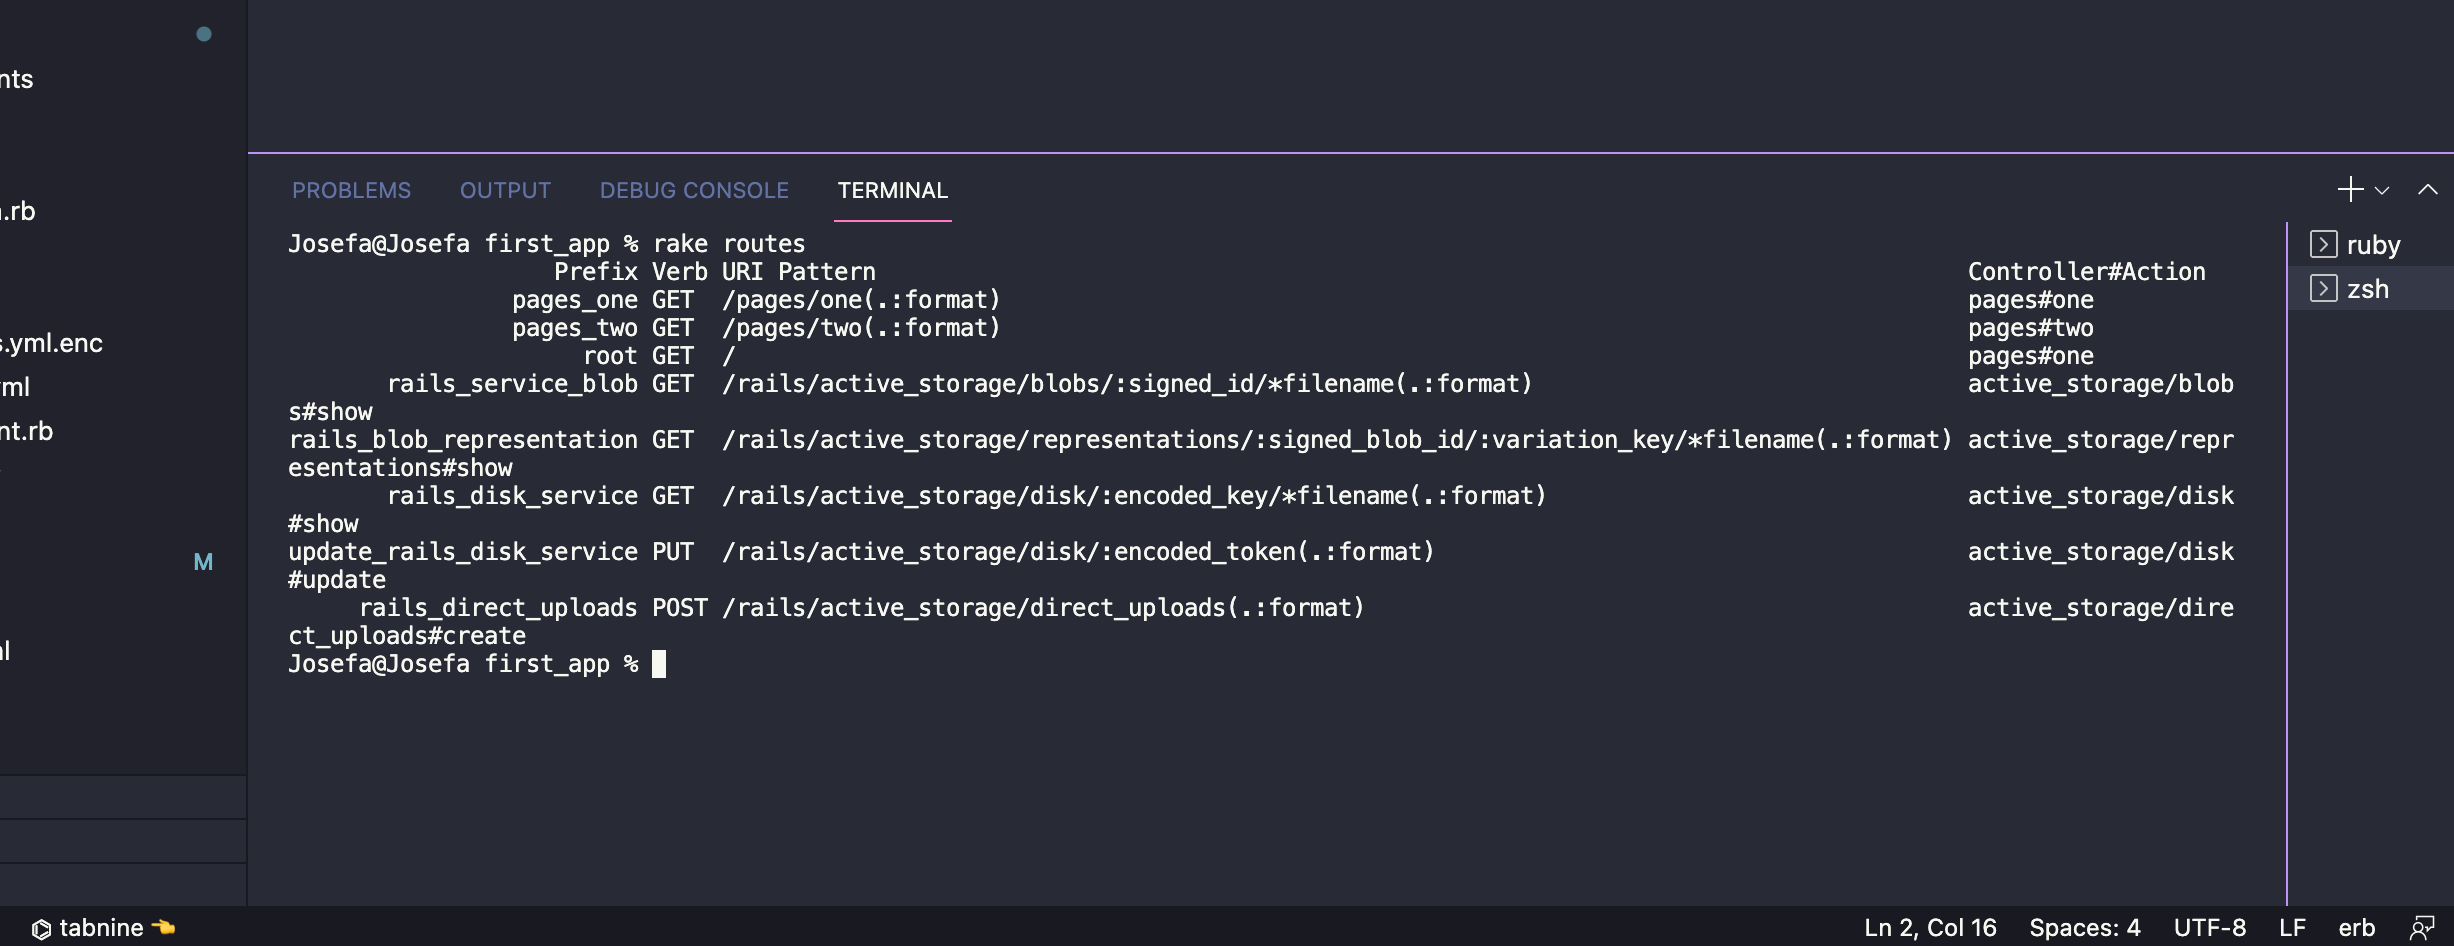 nts
.rb
s.yml.enc
ml
nt.rb
M
l
PROBLEMS OUTPUT DEBUG CONSOLE TERMINAL
Josefa@Josefa first_app % rake routes
Prefix Verb URI Pattern Controller#Action
pages_one GET /pages/one(.:format) pages#one
pages_two GET /pages/two(.:format) pages#two
root GET / pages#one
rails_service_blob GET /rails/active_storage/blobs/:signed_id/*filename(.:format) active_storage/blob
s#show
rails_blob_representation GET /rails/active_storage/representations/:signed_blob_id/:variation_key/*filename(.:format) active_storage/repr
esentations#show
rails_disk_service GET /rails/active_storage/disk/:encoded_key/*filename(.:format) active_storage/disk
#show
update_rails_disk_service PUT /rails/active_storage/disk/:encoded_token(.:format) active_storage/disk
#update
rails_direct_uploads POST /rails/active_storage/direct_uploads(.:format) active_storage/dire
ct_uploads#create
Josefa@Josefa first_app %
ruby
zsh
tabnine
Ln 2, Col 16 Spaces: 4 UTF-8 LF erb